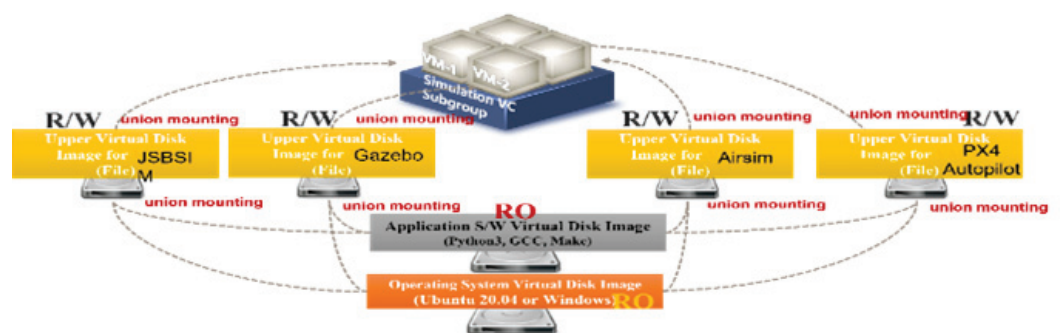 VM-1 VM-2
Simulation VC
Subgroup
R/W
union mounting
Upper Virtual Disk
Image for JSBSI
M
(File)
R/W
union mounting
Upper Virtual Disk
Image for Gazebo
(File)
R/W
union mounting
Upper Virtual Disk
Image for Airsim
(File)
R/W
union mounting
Upper Virtual Disk
Image for PX4
Autopilot
(File)
union mounting
union mounting
union mounting
union mounting
RO
Application S/W Virtual Disk Image
(Python3, GCC, Make)
Operating System Virtual Disk Image
(Ubuntu 20.04 or Windows)
RO